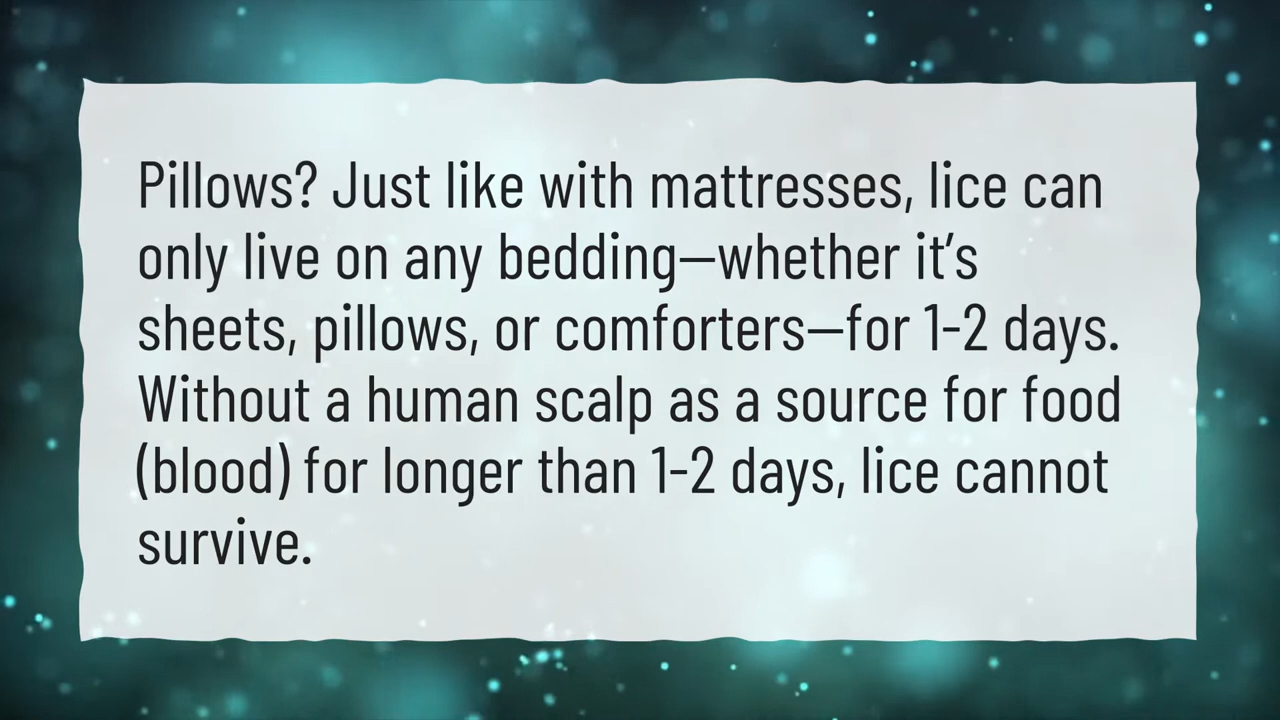 Pillows? Just like with mattresses, lice can
only live on any bedding—whether it’s
sheets, pillows, or comforters—for 1-2 days.
Without a human scalp as a source for food
(blood) for longer than 1-2 days, lice cannot
survive.